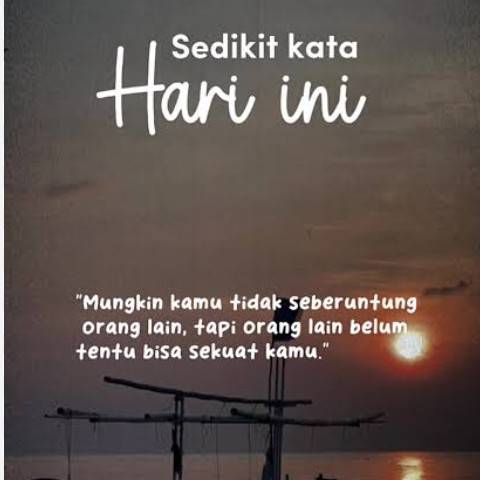 Sedikit kata
Hari ini
"Mungkin kamu tidak seberuntung
orang lain, tapi orang lain belum
tentu bisa sekuat kamu."